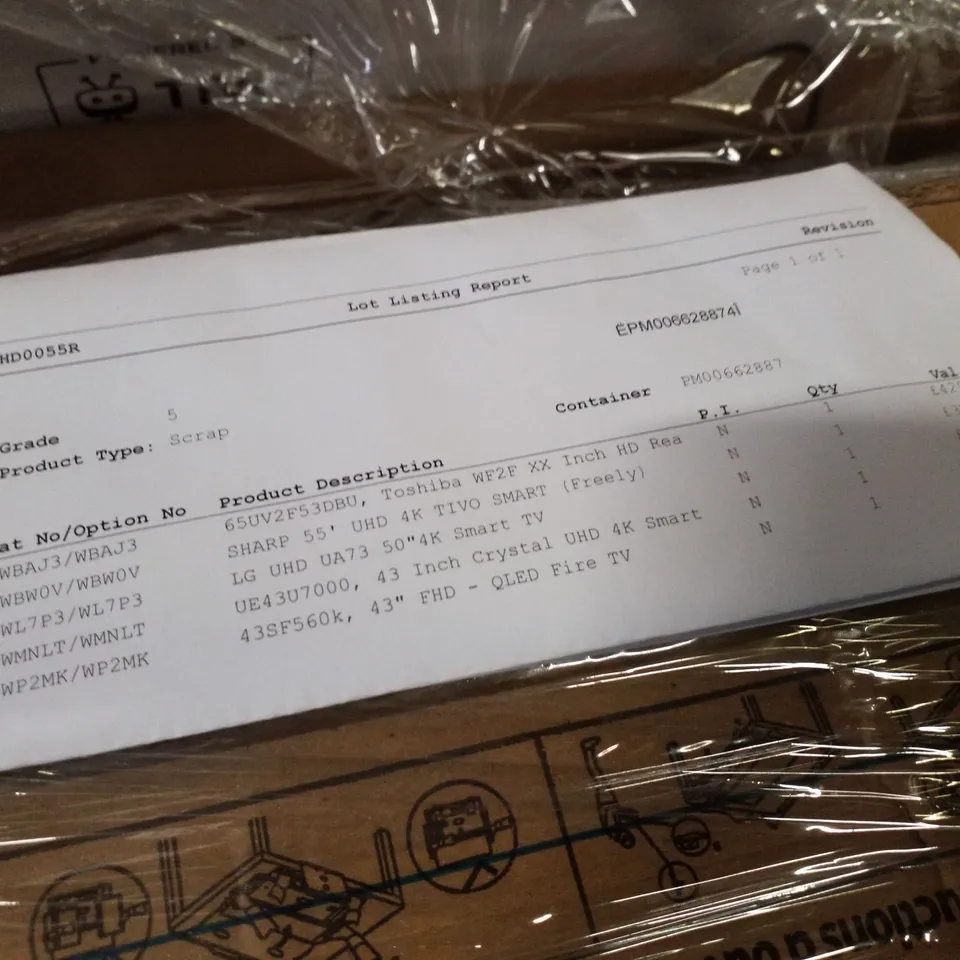 TiVo
Revision
Lot Listing Report
Page 1 of 1
HD0055R
EPM006628874
Grade 5
Container PM00662887
Product Type: Scrap
at No/Option No Product Description P.I. Qty Val
WBAJ3/WBAJ3 65UV2F53DBU, Toshiba WF2F XX Inch HD Rea N 1
WBW0V/WBW0V SHARP 55' UHD 4K TIVO SMART (Freely) N 1
WL7P3/WL7P3 LG UHD UA73 50"4K Smart TV N 1
WMNLT/WMNLT UE43U7000, 43 Inch Crystal UHD 4K Smart N 1
WP2MK/WP2MK 43SF560k, 43" FHD - QLED Fire TV N 1